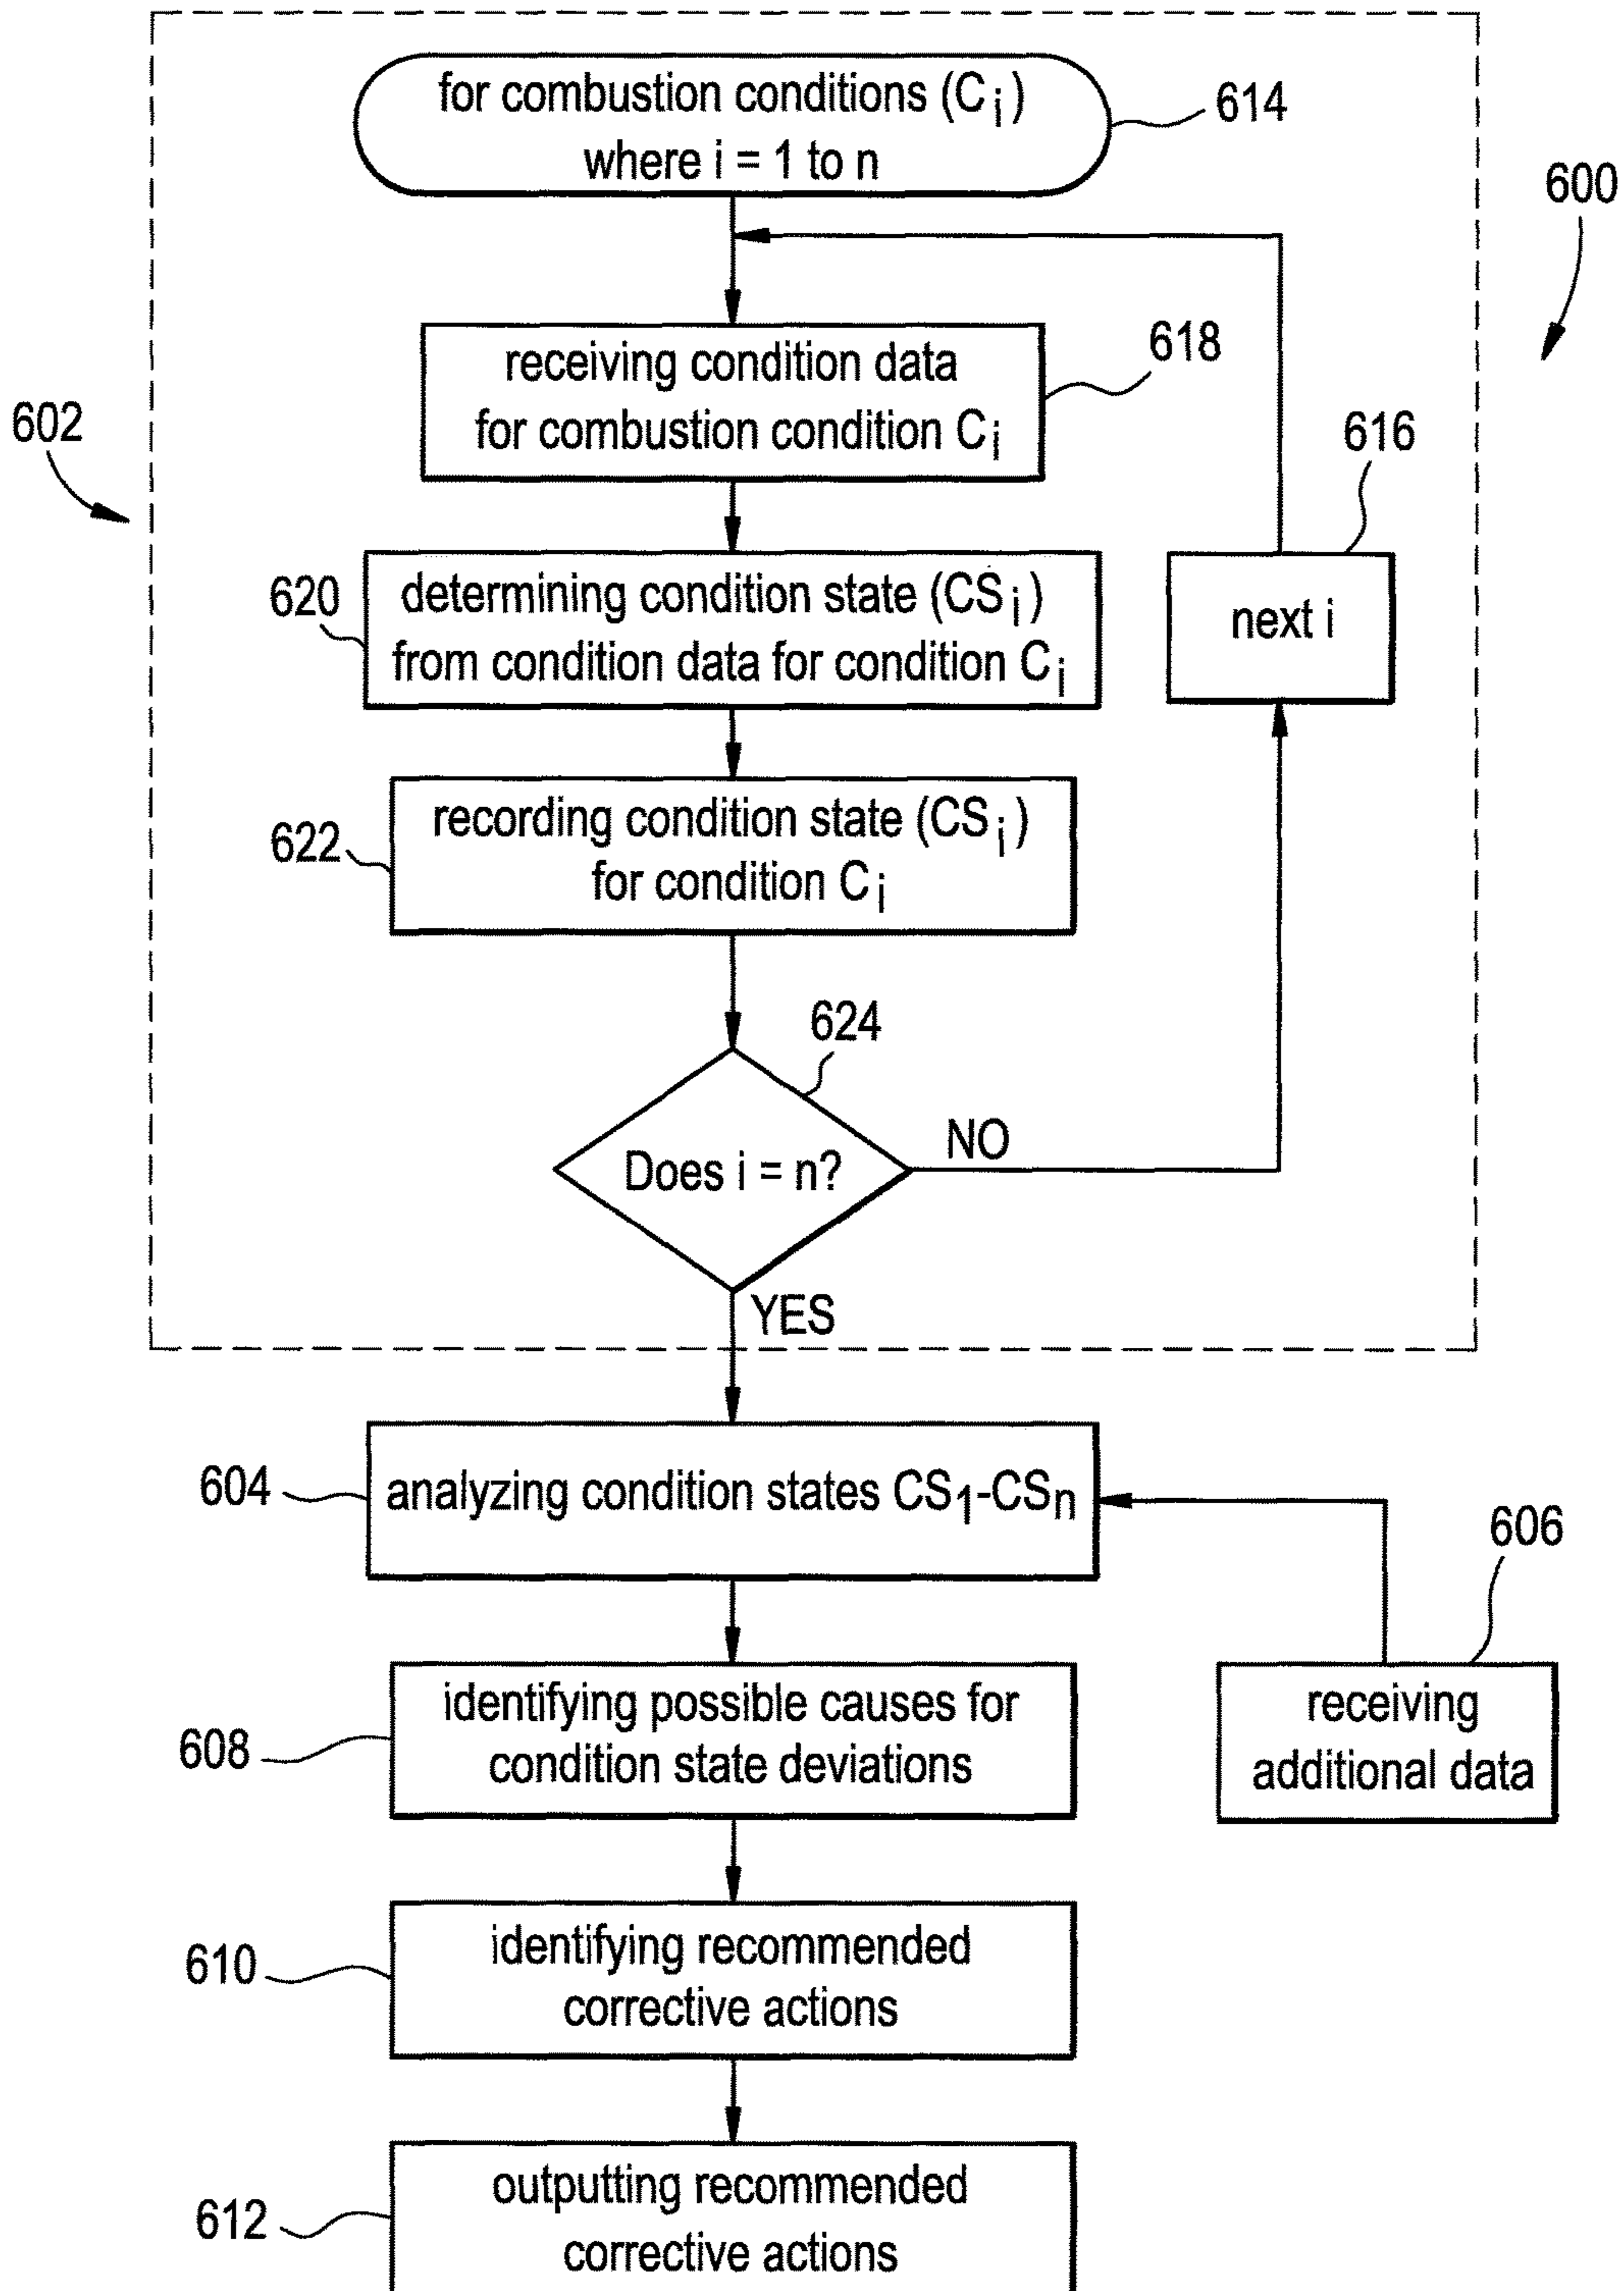 for combustion conditions (Cᵢ)
where i = 1 to n
614
600
receiving condition data
for combustion condition Cᵢ
618
602
616
next i
620
determining condition state (CSᵢ)
from condition data for condition Cᵢ
622
recording condition state (CSᵢ)
for condition Cᵢ
624
Does i = n?
NO
YES
604
analyzing condition states CS₁-CSₙ
606
receiving
additional data
608
identifying possible causes for
condition state deviations
610
identifying recommended
corrective actions
612
outputting recommended
corrective actions